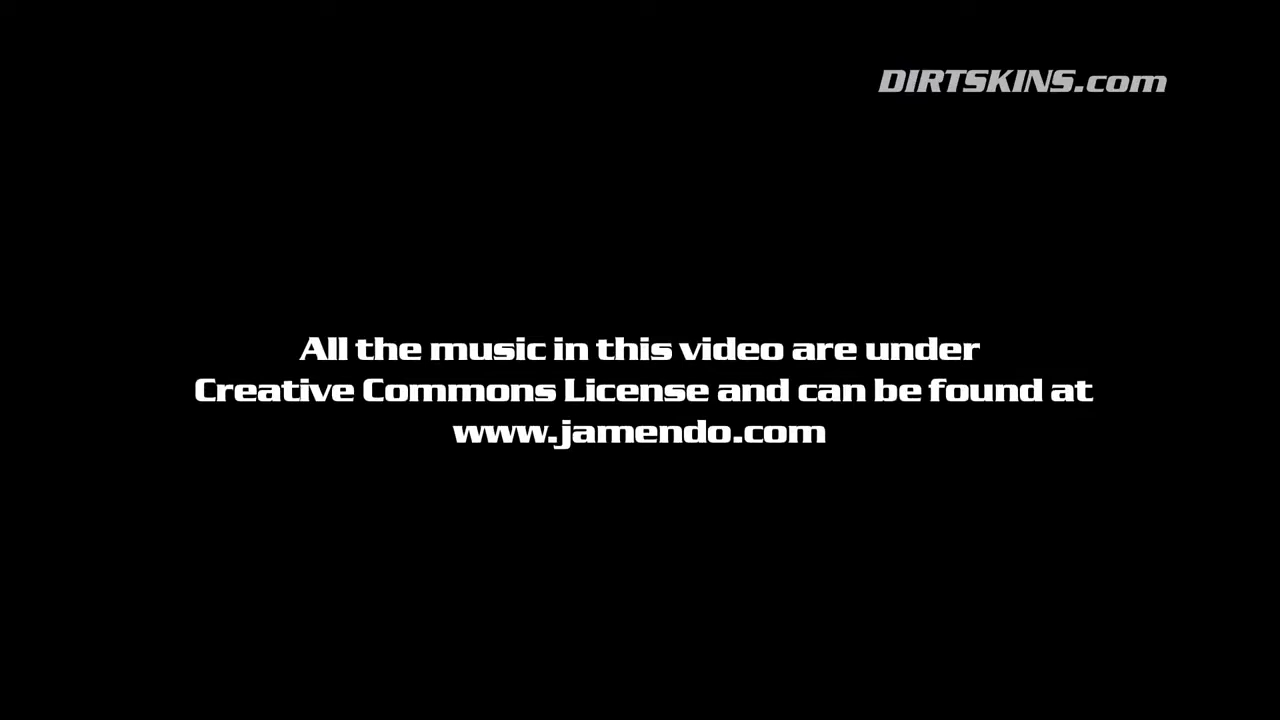 DIRTSKINS.com
All the music in this video are under
Creative Commons License and can be found at
www.jamendo.com